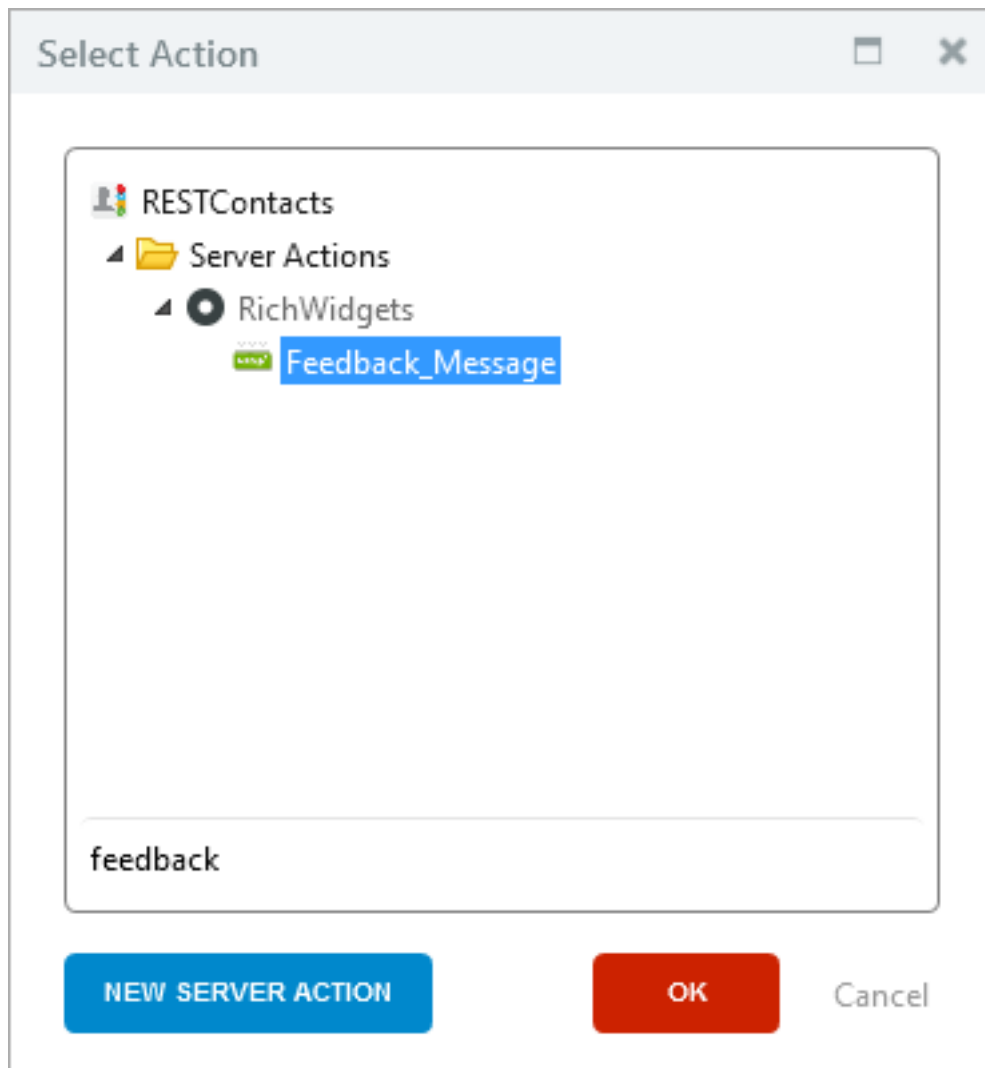 Select Action
RESTContacts
Server Actions
RichWidgets
Feedback_Message
feedback
NEW SERVER ACTION
OK
Cancel